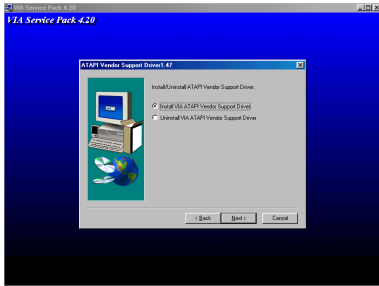 VIA Service Pack 4.20
VIA Service Pack 4.20
ATAPI Vendor Support Driver1.47
Install/Uninstall ATAPI Vendor Support Driver.
Install VIA ATAPI Vendor Support Driver
Uninstall VIA ATAPI Vendor Support Driver
< Back
Next >
Cancel